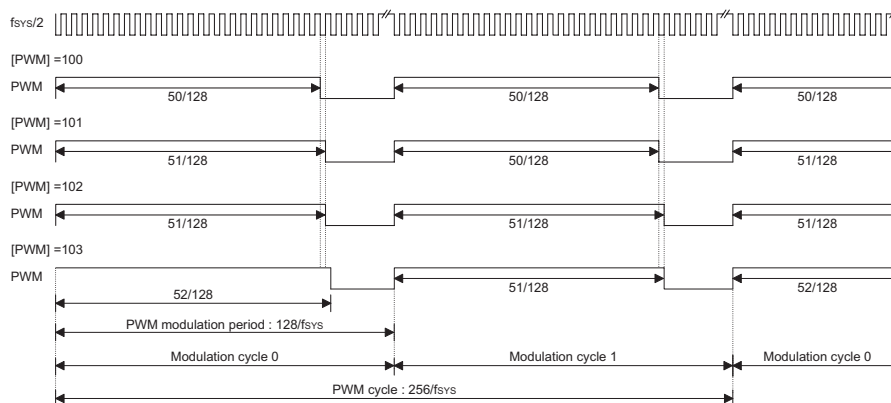 fSYS/2
[PWM] =100
PWM
50/128
50/128
50/128
[PWM] =101
PWM
51/128
50/128
51/128
[PWM] =102
PWM
51/128
51/128
51/128
[PWM] =103
PWM
52/128
51/128
52/128
PWM modulation period : 128/fSYS
Modulation cycle 0
Modulation cycle 1
Modulation cycle 0
PWM cycle : 256/fSYS